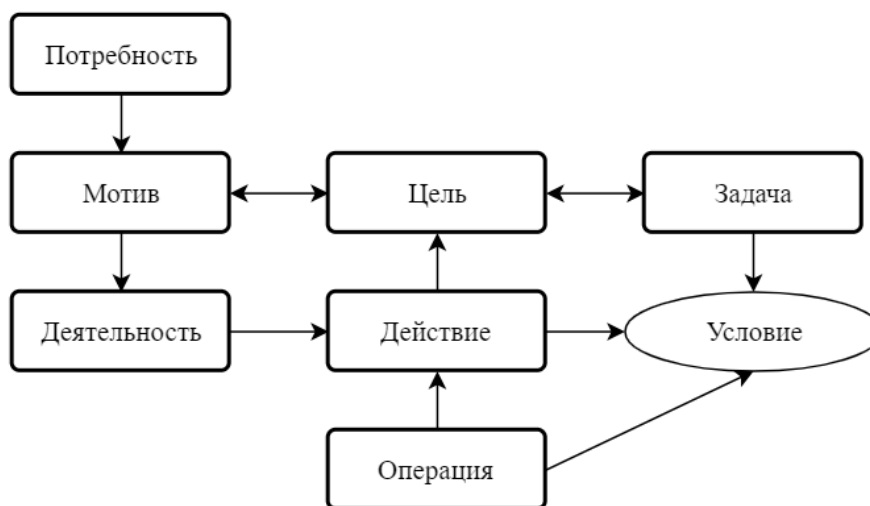 Потребность
Мотив
Цель
Задача
Деятельность
Действие
Условие
Операция